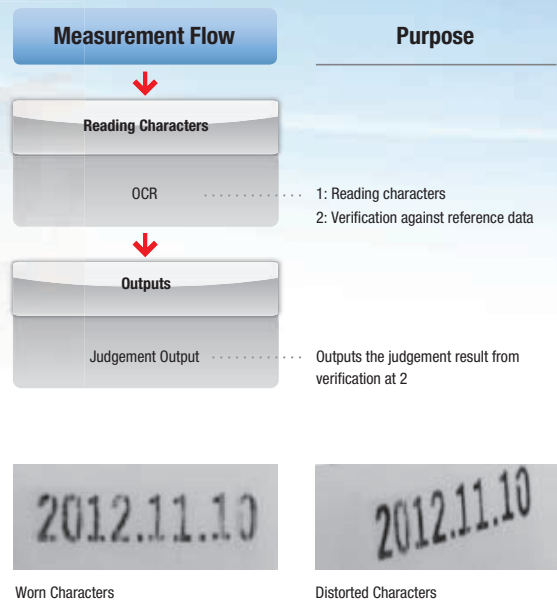 Measurement Flow
Purpose
Reading Characters
OCR
1: Reading characters
2: Verification against reference data
Outputs
Judgement Output
Outputs the judgement result from
verification at 2
2012.11.10
2012.11.10
Worn Characters
Distorted Characters